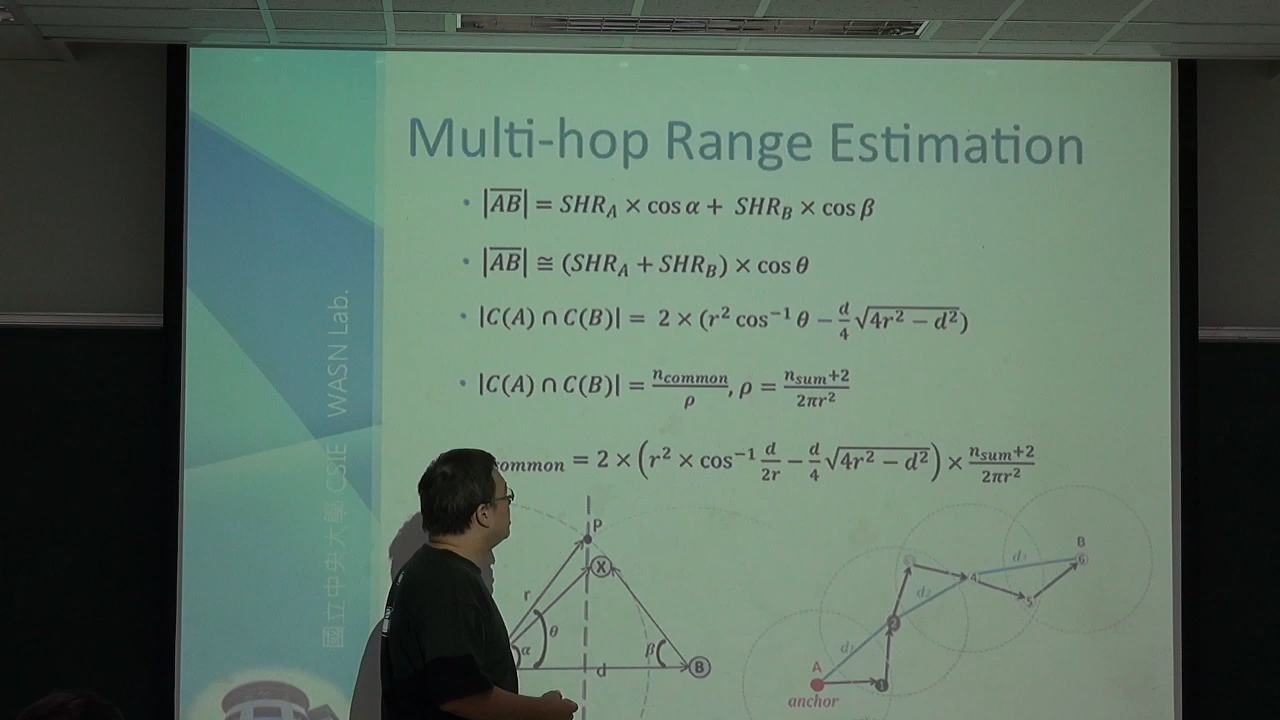 Multi-hop Range Estimation
• |AB̅| = SHR_A × cos α + SHR_B × cos β
• |AB̅| ≅ (SHR_A + SHR_B) × cos θ
• |C(A) ∩ C(B)| = 2 × (r² cos⁻¹ θ − d/4 √(4r² − d²))
• |C(A) ∩ C(B)| = n_common/ρ, ρ = (n_sum+2)/(2πr²)
ommon = 2 × (r² × cos⁻¹ d/2r − d/4 √(4r² − d²)) × (n_sum+2)/(2πr²)
國立中央大學 CSIE WASN Lab.
P
X
r
θ
α
β
B
d
B
d₃
4
6
5
d₂
2
d₁
A
1
anchor